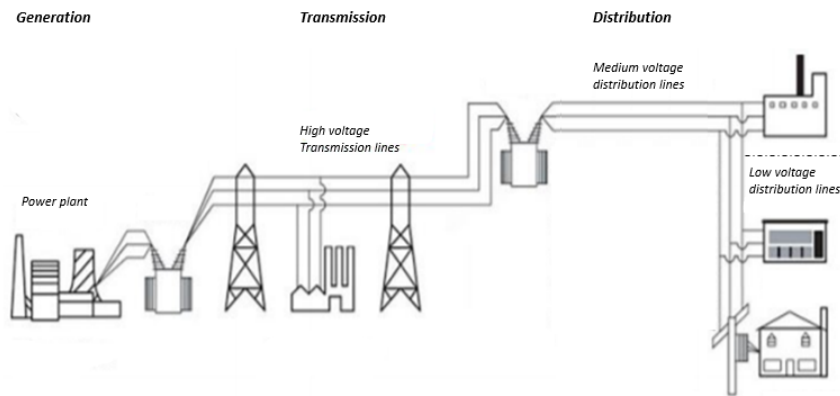 Generation
Transmission
Distribution
Medium voltage
distribution lines
High voltage
Transmission lines
Low voltage
distribution lines
Power plant